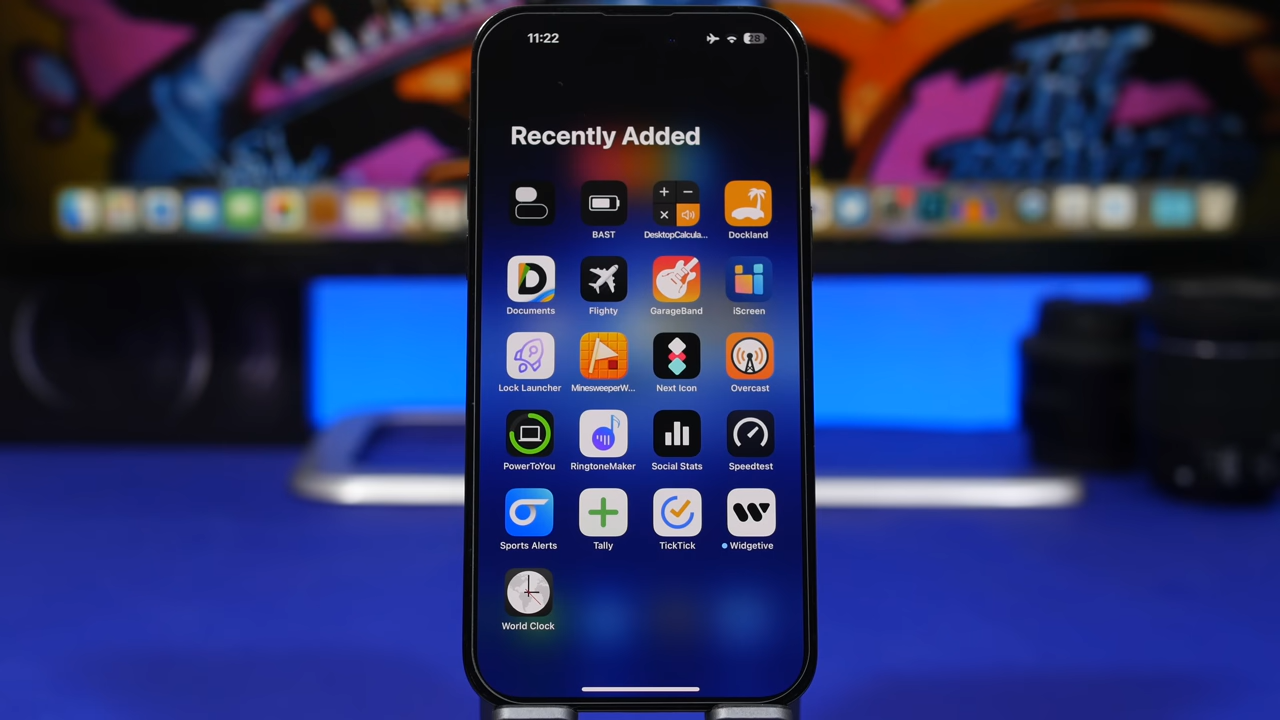 11:22
28
Recently Added
BAST
DesktopCalcula...
Dockland
Documents
Flighty
GarageBand
iScreen
Lock Launcher
MinesweeperW...
Next Icon
Overcast
PowerToYou
RingtoneMaker
Social Stats
Speedtest
Sports Alerts
Tally
TickTick
Widgetive
World Clock